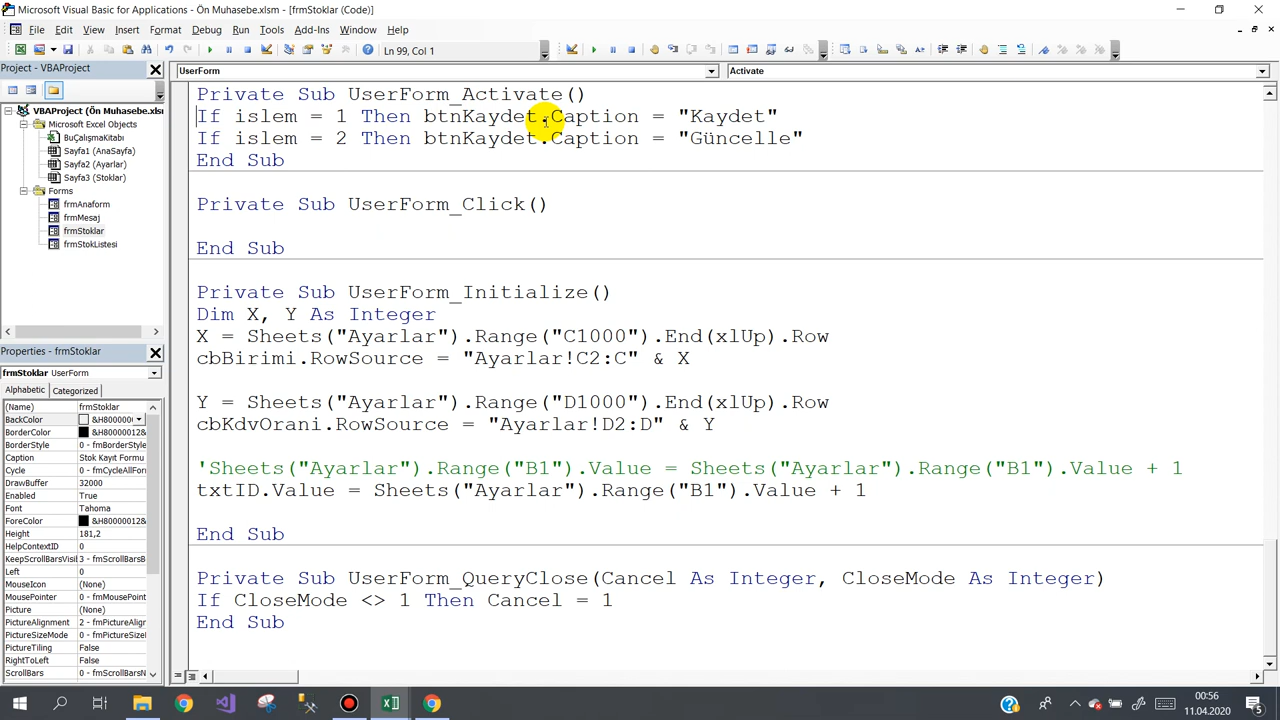 Microsoft Visual Basic for Applications - Ön Muhasebe.xlsm - [frmStoklar (Code)]
File Edit View Insert Format Debug Run Tools Add-Ins Window Help
Ln 99, Col 1
Project - VBAProject
UserForm
Activate
VBAProject (Ön Muhasebe.xlsm
Microsoft Excel Objects
BuÇalışmaKitabı
Sayfa1 (AnaSayfa)
Sayfa2 (Ayarlar)
Sayfa3 (Stoklar)
Forms
frmAnaform
frmMesaj
frmStoklar
frmStokListesi
Properties - frmStoklar
frmStoklar UserForm
Alphabetic Categorized
(Name) frmStoklar
BackColor &H8000000
BorderColor &H80000012&
BorderStyle 0 - fmBorderStyl
Caption Stok Kayıt Formu
Cycle 0 - fmCycleAllForm
DrawBuffer 32000
Enabled True
Font Tahoma
ForeColor &H80000012&
Height 181,2
HelpContextID 0
KeepScrollBarsVisil 3 - fmScrollBarsB
Left 0
MouseIcon (None)
MousePointer 0 - fmMousePoint
Picture (None)
PictureAlignment 2 - fmPictureAlign
PictureSizeMode 0 - fmPictureSizeM
PictureTiling False
RightToLeft False
ScrollBars 0 - fmScrollBarsN
Private Sub UserForm_Activate()
If islem = 1 Then btnKaydet.Caption = "Kaydet"
If islem = 2 Then btnKaydet.Caption = "Güncelle"
End Sub
Private Sub UserForm_Click()
End Sub
Private Sub UserForm_Initialize()
Dim X, Y As Integer
X = Sheets("Ayarlar").Range("C1000").End(xlUp).Row
cbBirimi.RowSource = "Ayarlar!C2:C" & X
Y = Sheets("Ayarlar").Range("D1000").End(xlUp).Row
cbKdvOrani.RowSource = "Ayarlar!D2:D" & Y
'Sheets("Ayarlar").Range("B1").Value = Sheets("Ayarlar").Range("B1").Value + 1
txtID.Value = Sheets("Ayarlar").Range("B1").Value + 1
End Sub
Private Sub UserForm_QueryClose(Cancel As Integer, CloseMode As Integer)
If CloseMode <> 1 Then Cancel = 1
End Sub
00:56
11.04.2020
5